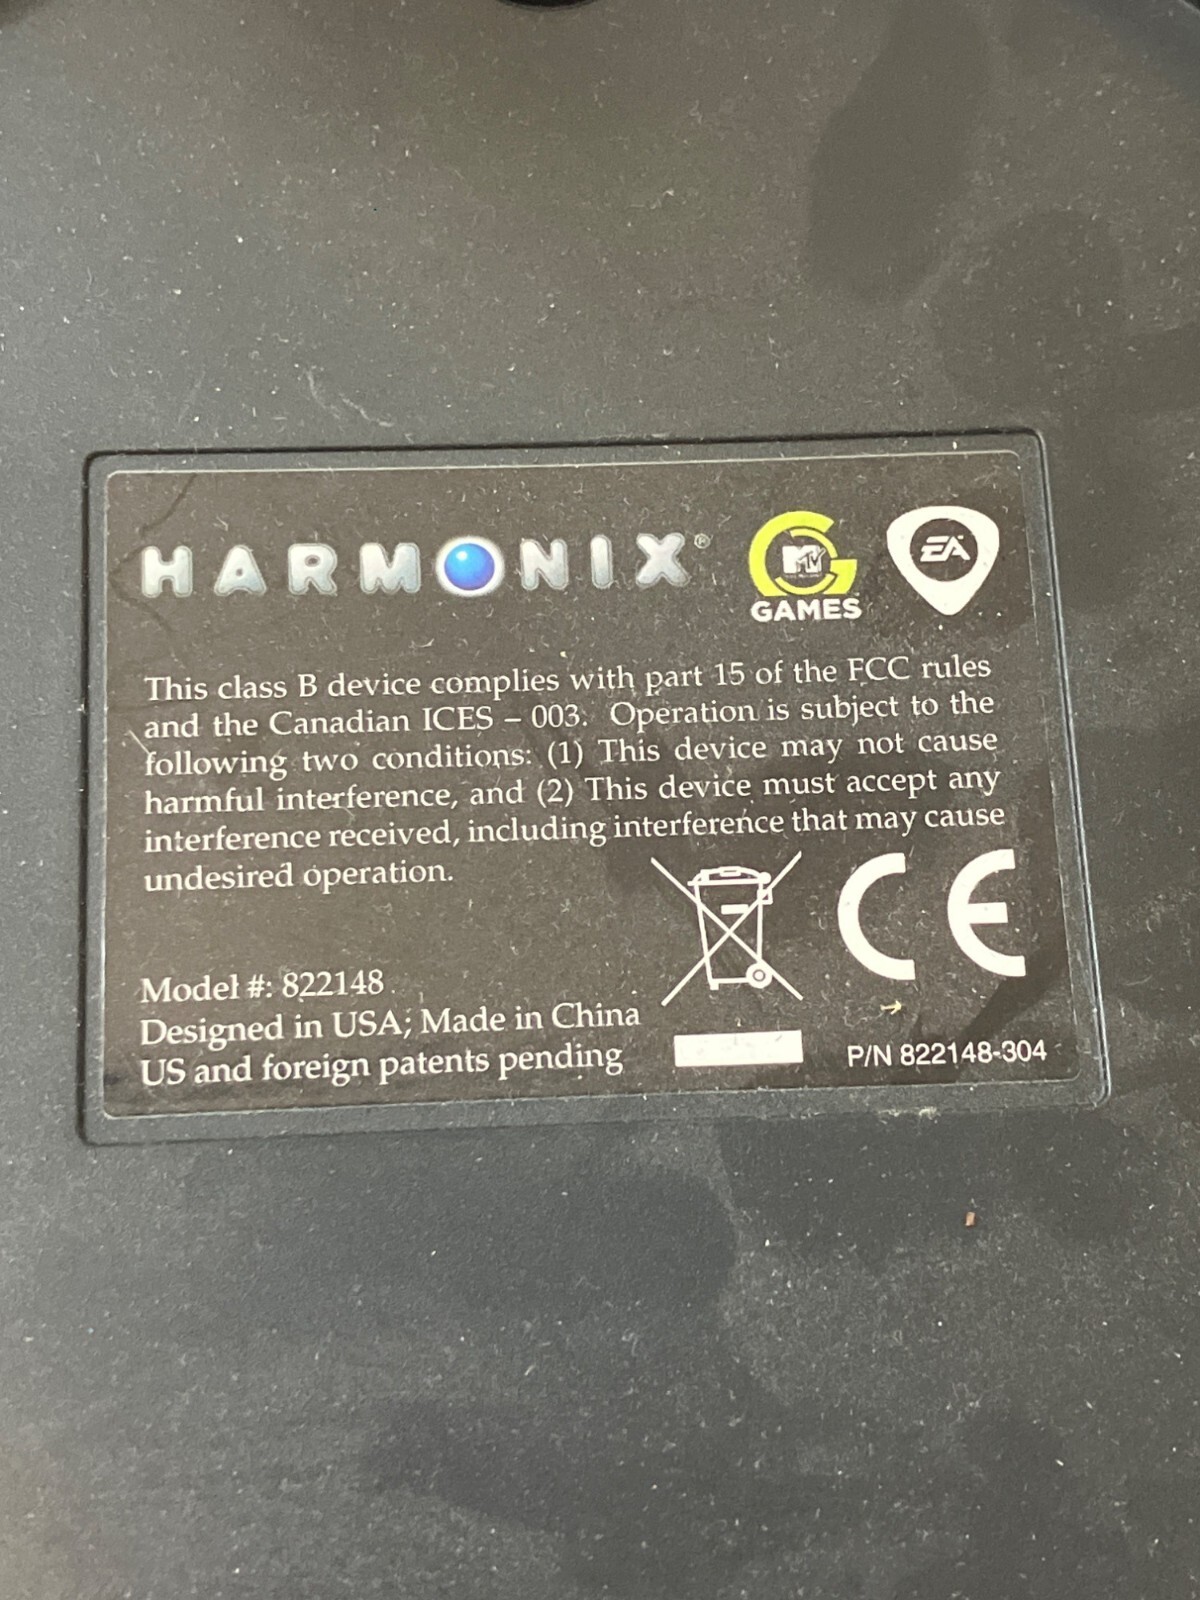 HARMONIX®
MTV
GAMES
EA
This class B device complies with part 15 of the FCC rules
and the Canadian ICES – 003. Operation is subject to the
following two conditions: (1) This device may not cause
harmful interference, and (2) This device must accept any
interference received, including interference that may cause
undesired operation.
CE
Model #: 822148
Designed in USA; Made in China
US and foreign patents pending
P/N 822148-304